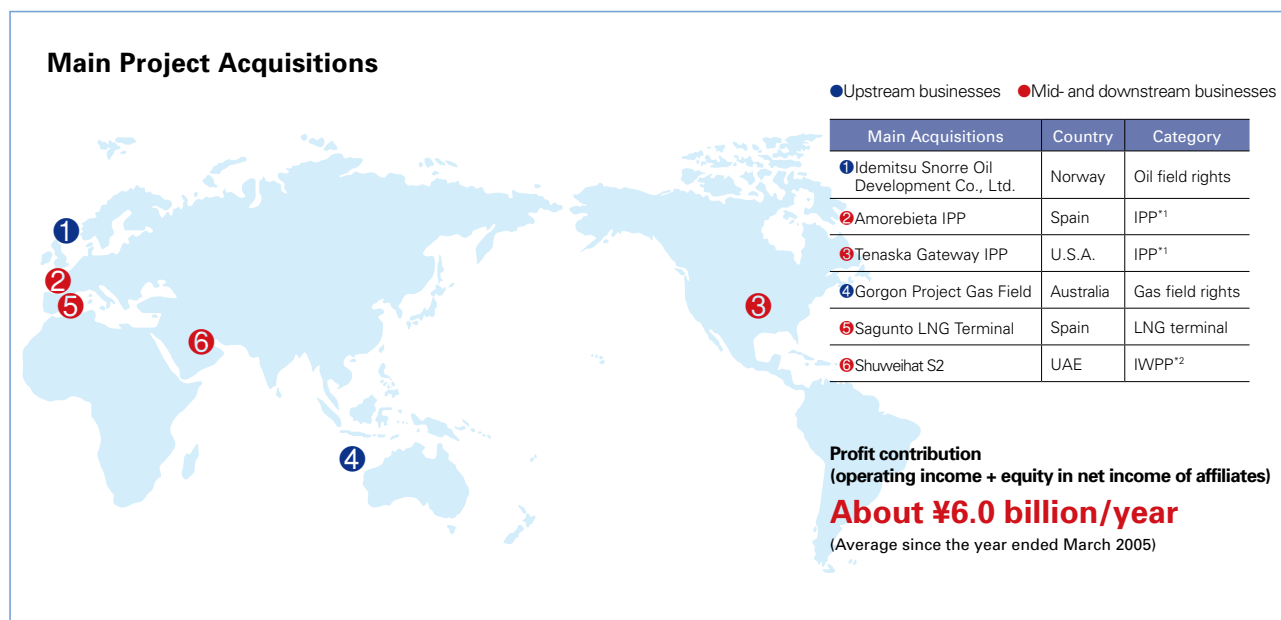 Main Project Acquisitions
●Upstream businesses ●Mid- and downstream businesses
Main Acquisitions Country Category
❶Idemitsu Snorre Oil
Development Co., Ltd. Norway Oil field rights
❷Amorebieta IPP Spain IPP*1
❸Tenaska Gateway IPP U.S.A. IPP*1
❹Gorgon Project Gas Field Australia Gas field rights
❺Sagunto LNG Terminal Spain LNG terminal
❻Shuweihat S2 UAE IWPP*2
1
2
5
6
3
4
Profit contribution
(operating income + equity in net income of affiliates)
About ¥6.0 billion/year
(Average since the year ended March 2005)